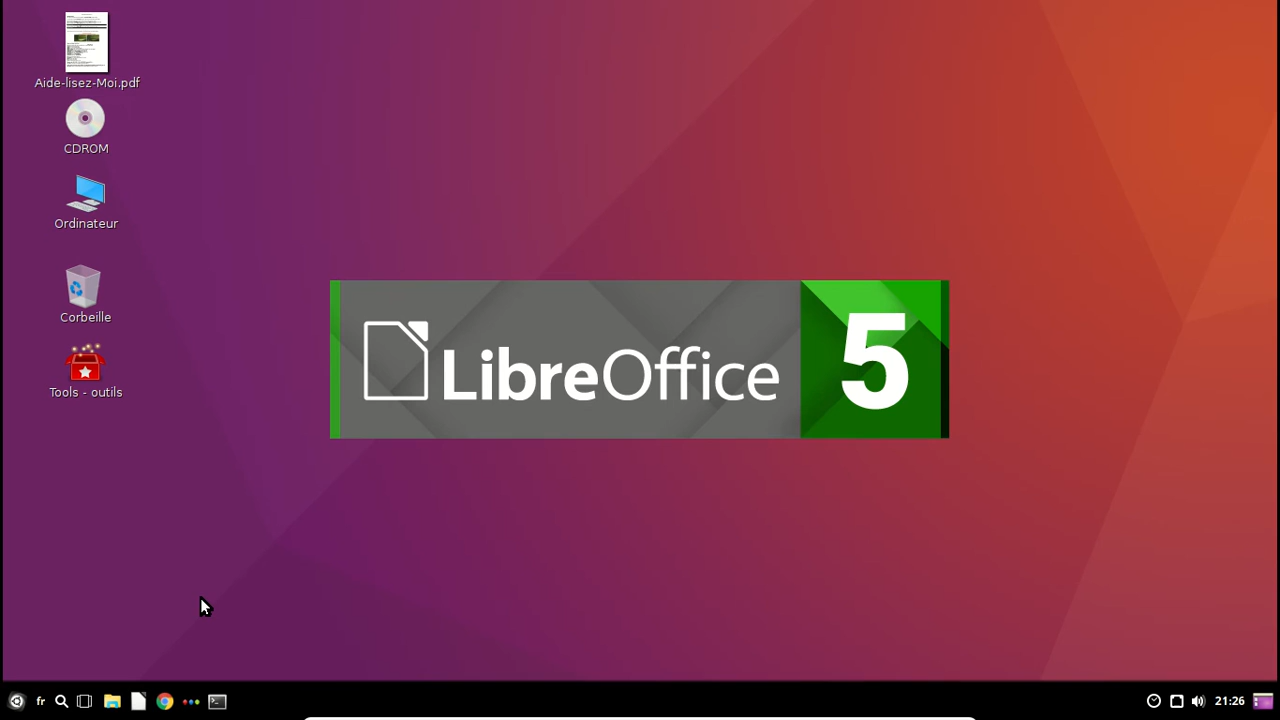 Aide-lisez-Moi.pdf
CDROM
Ordinateur
Corbeille
Tools - outils
LibreOffice 5
fr
21:26